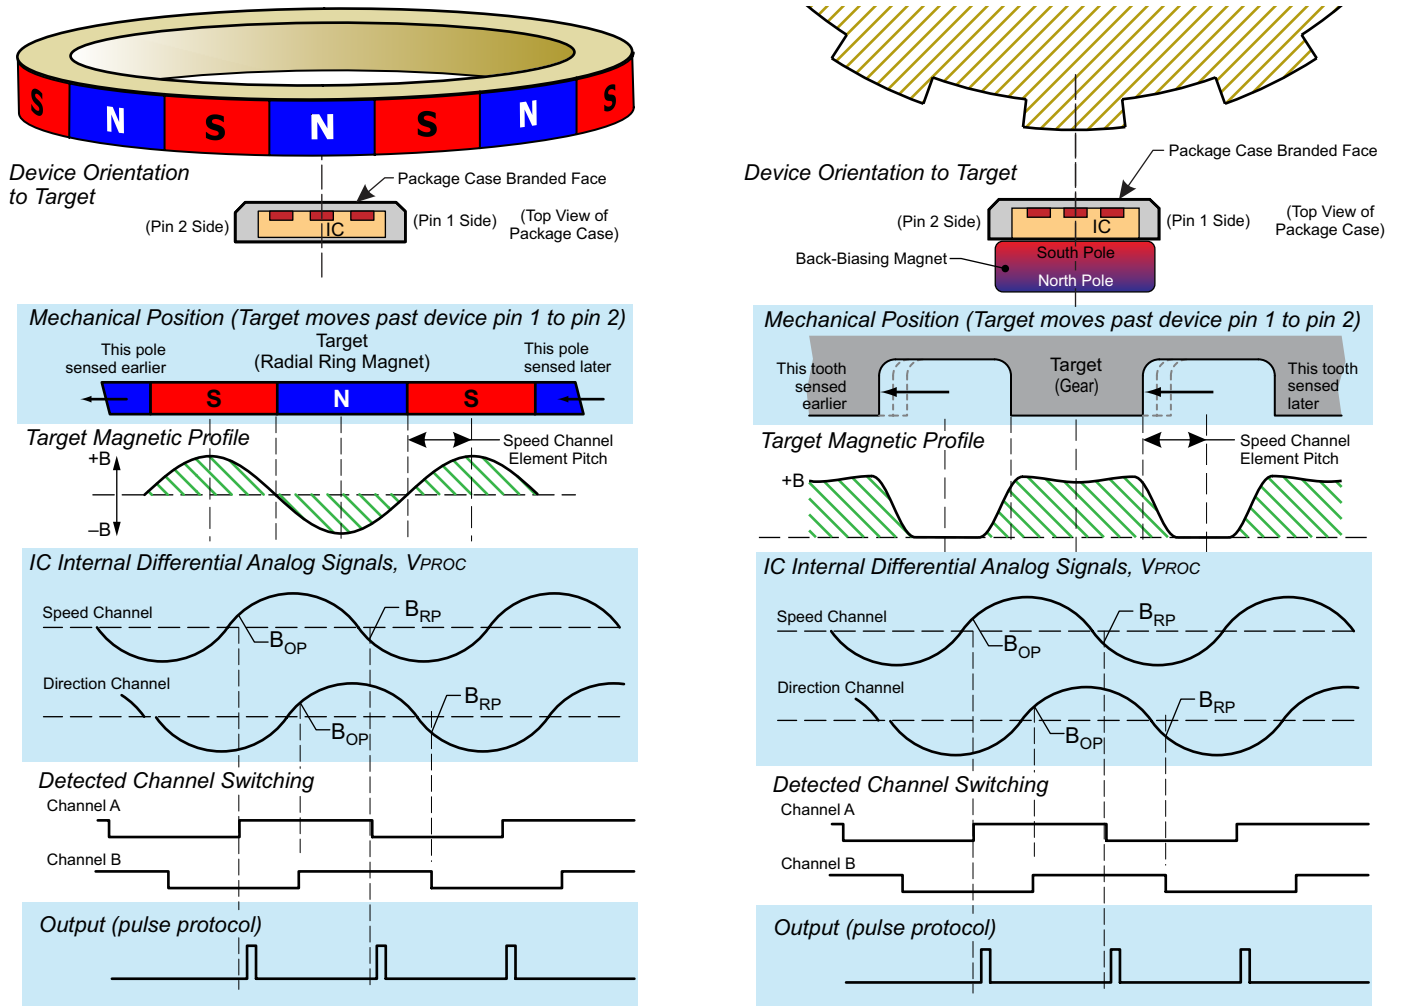 S N S N S N S
Device Orientation
to Target
Package Case Branded Face
(Pin 2 Side)
IC
(Pin 1 Side)
(Top View of
Package Case)
Mechanical Position (Target moves past device pin 1 to pin 2)
This pole
sensed earlier
Target
(Radial Ring Magnet)
This pole
sensed later
S N S
Target Magnetic Profile
+B
–B
Speed Channel
Element Pitch
IC Internal Differential Analog Signals, VPROC
Speed Channel
BOP
BRP
Direction Channel
BOP
BRP
Detected Channel Switching
Channel A
Channel B
Output (pulse protocol)
Device Orientation to Target
Package Case Branded Face
(Pin 2 Side)
IC
(Pin 1 Side)
(Top View of
Package Case)
Back-Biasing Magnet
South Pole
North Pole
Mechanical Position (Target moves past device pin 1 to pin 2)
This tooth
sensed
earlier
Target
(Gear)
This tooth
sensed
later
Target Magnetic Profile
+B
Speed Channel
Element Pitch
IC Internal Differential Analog Signals, VPROC
Speed Channel
BOP
BRP
Direction Channel
BOP
BRP
Detected Channel Switching
Channel A
Channel B
Output (pulse protocol)